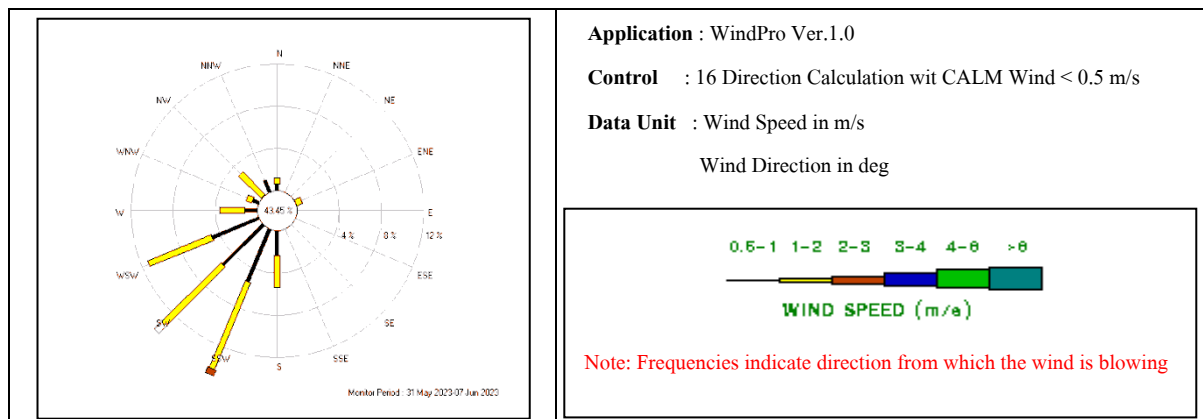 N
NNW
NNE
NW
NE
WNW
ENE
43.45 %
W
E
4 %
8 %
12 %
WSW
ESE
SW
SE
SSW
SSE
S
Monitor Period : 31 May 2023-07 Jun 2023
Application : WindPro Ver.1.0
Control : 16 Direction Calculation wit CALM Wind < 0.5 m/s
Data Unit : Wind Speed in m/s
Wind Direction in deg
0.5-1 1-2 2-3 3-4 4-6 >6
WIND SPEED (m/s)
Note: Frequencies indicate direction from which the wind is blowing